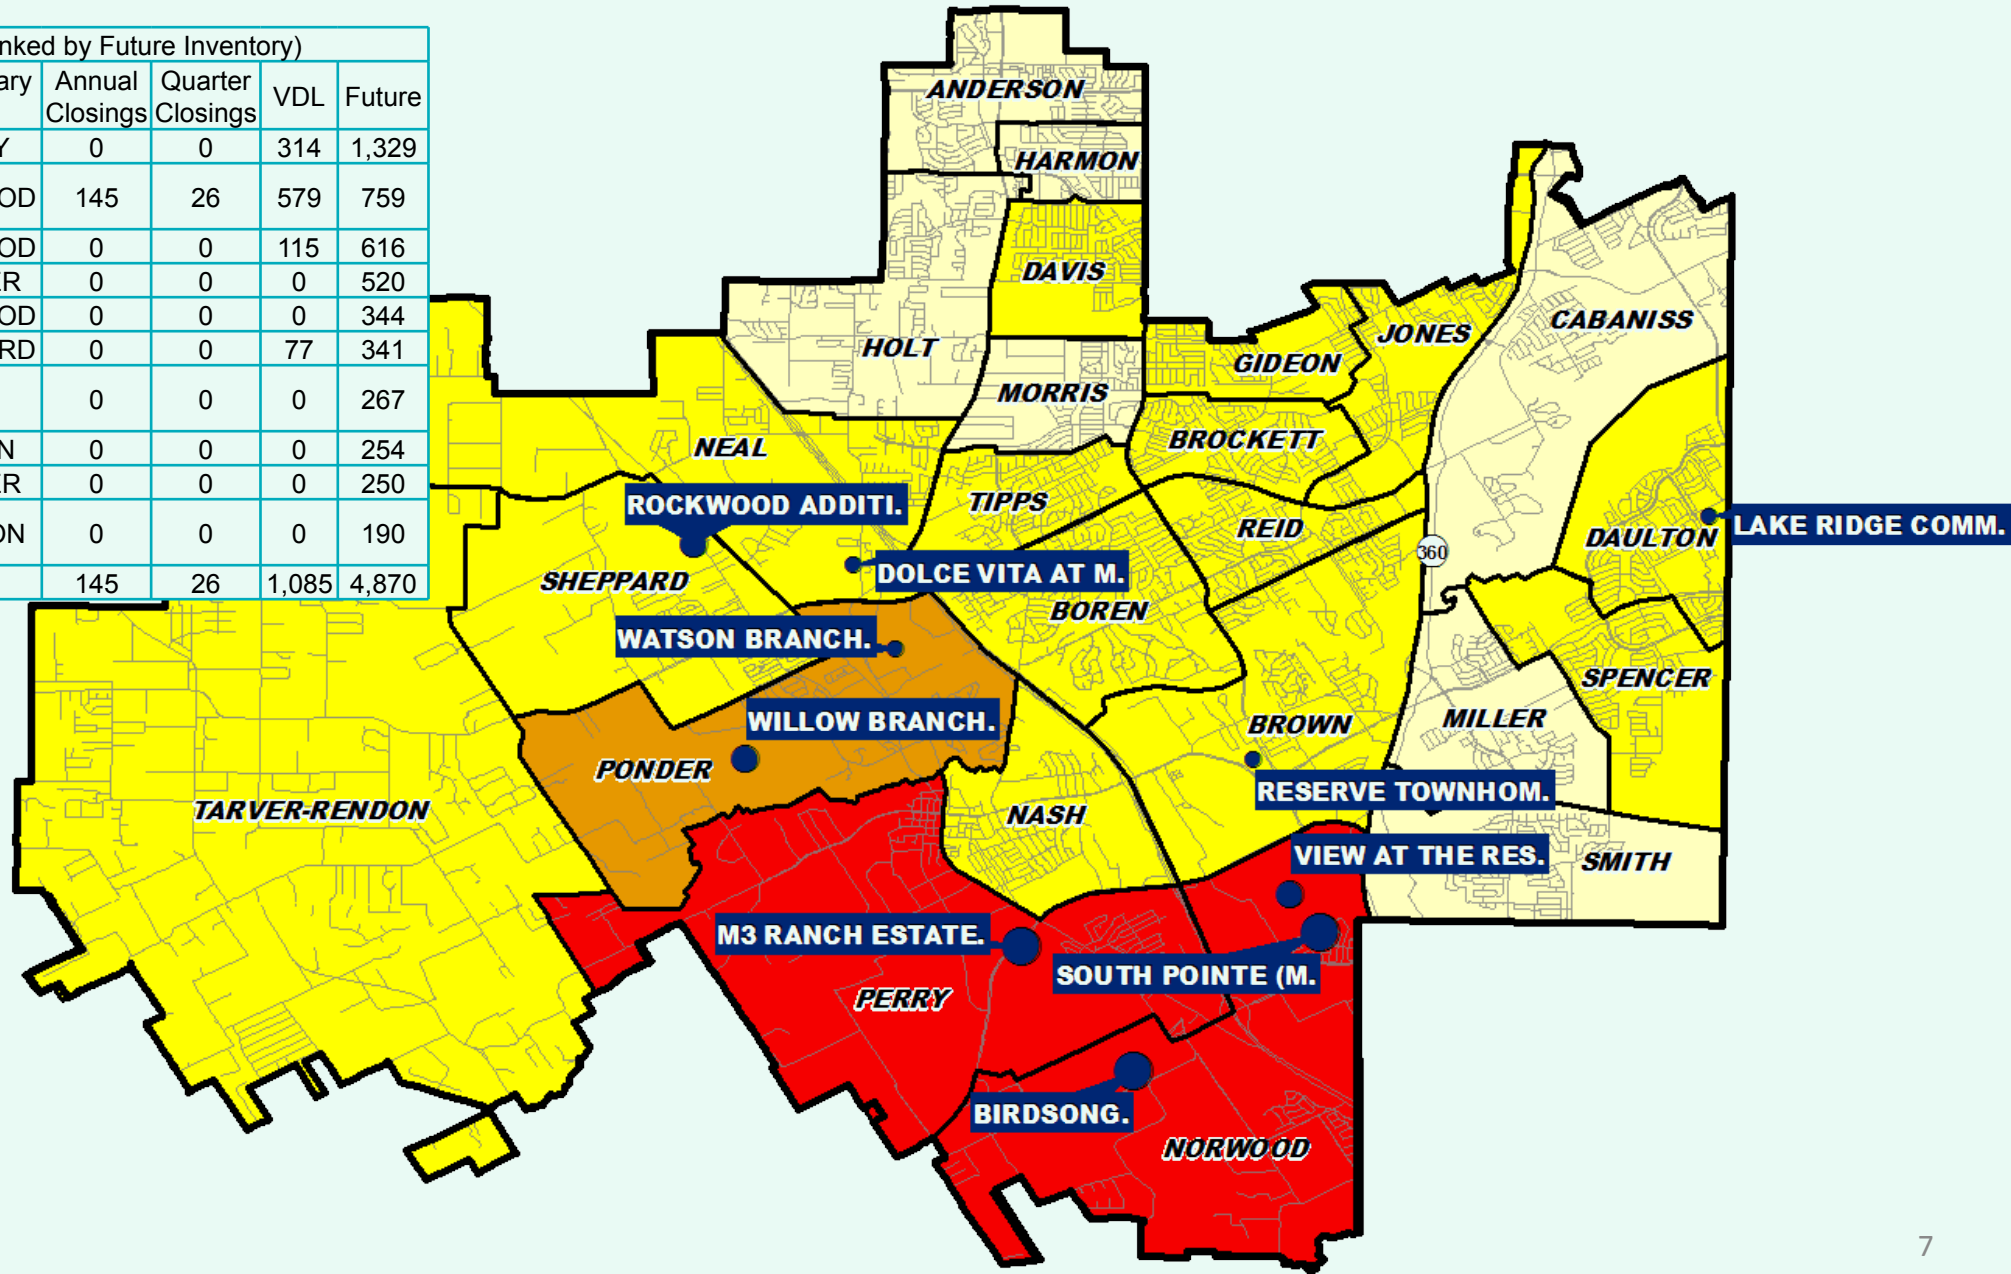 nked by Future Inventory)
ary Annual Closings Quarter Closings VDL Future
Y 0 0 314 1,329
OD 145 26 579 759
OD 0 0 115 616
ER 0 0 0 520
OD 0 0 0 344
RD 0 0 77 341
0 0 0 267
N 0 0 0 254
ER 0 0 0 250
ON 0 0 0 190
145 26 1,085 4,870
ANDERSON
HARMON
DAVIS
HOLT
MORRIS
GIDEON
JONES
CABANISS
NEAL
BROCKETT
TIPPS
REID
ROCKWOOD ADDITI.
360
DAULTON
LAKE RIDGE COMM.
SHEPPARD
DOLCE VITA AT M.
BOREN
WATSON BRANCH.
SPENCER
WILLOW BRANCH.
BROWN
MILLER
PONDER
TARVER-RENDON
NASH
RESERVE TOWNHOM.
VIEW AT THE RES.
SMITH
M3 RANCH ESTATE.
SOUTH POINTE (M.
PERRY
BIRDSONG.
NORWOOD
7